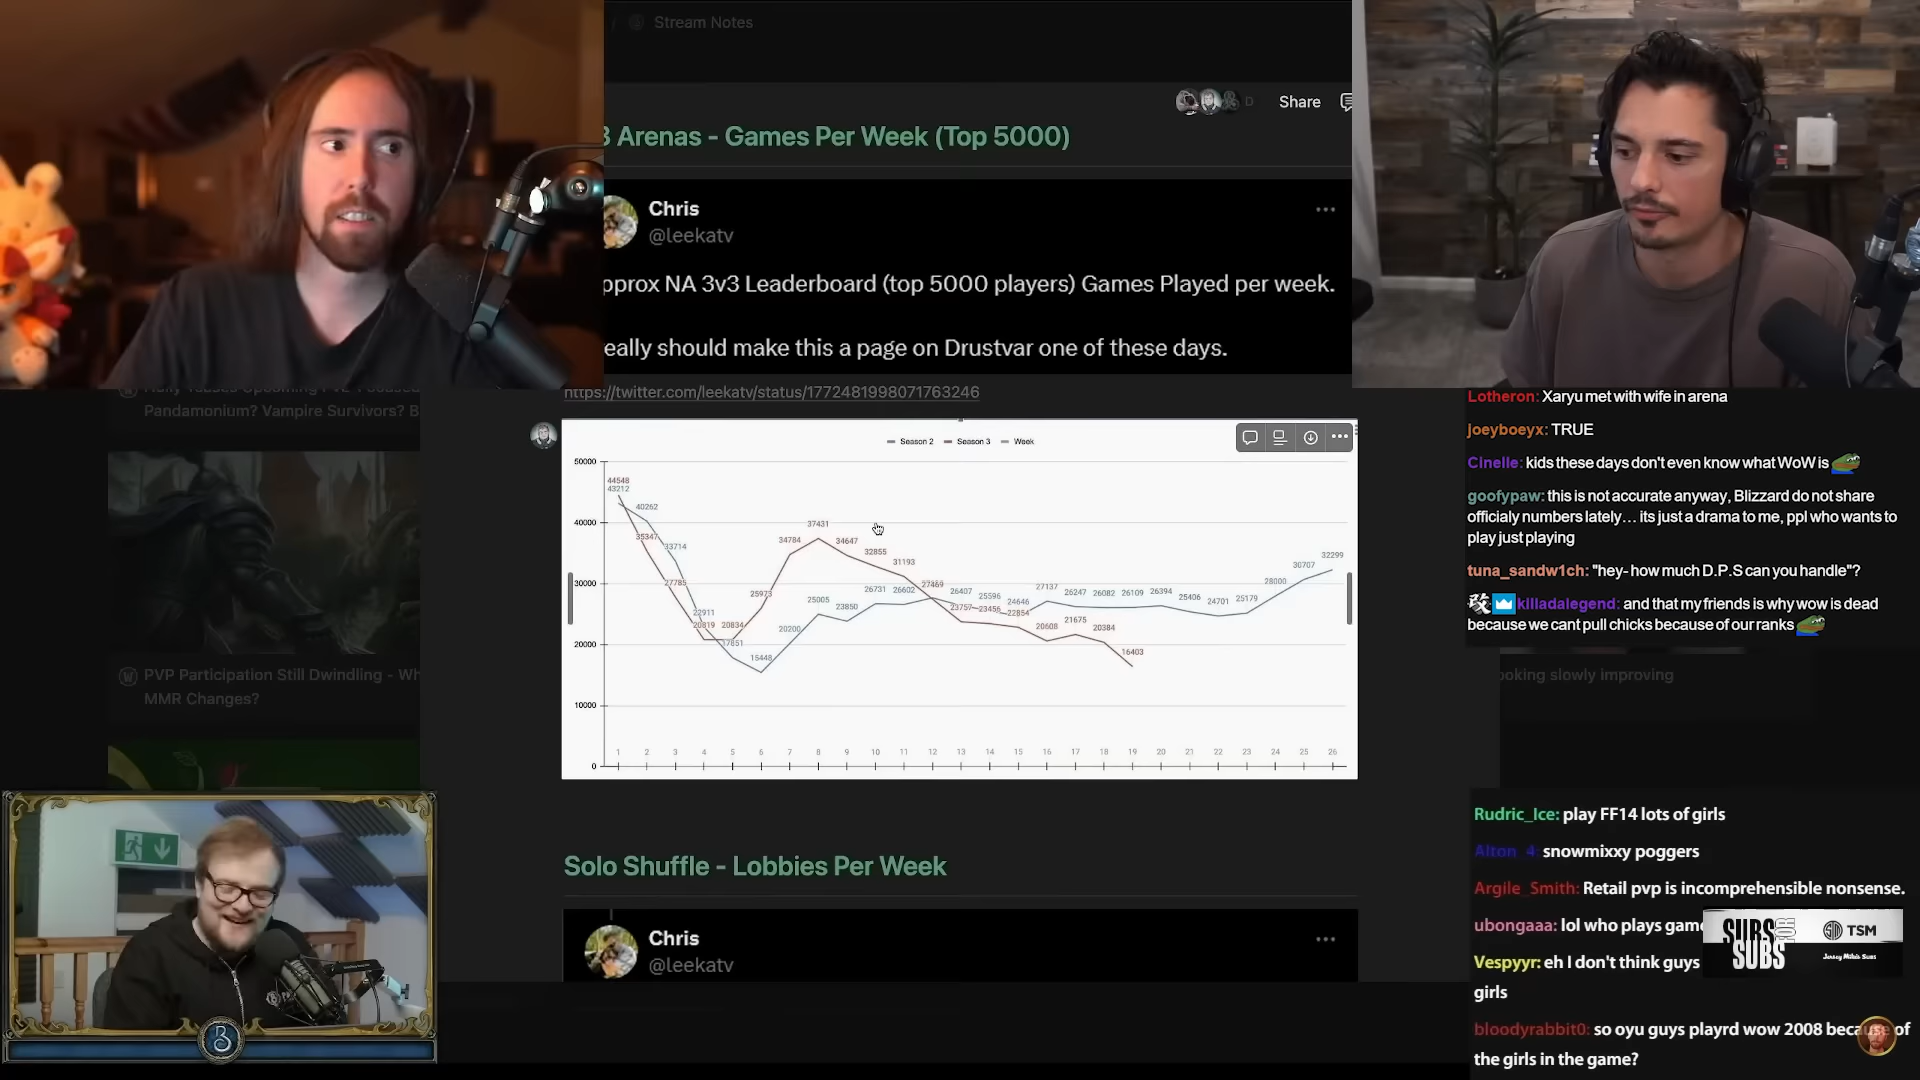 Stream Notes
Share
3 Arenas - Games Per Week (Top 5000)
Chris
@leekatv
pprox NA 3v3 Leaderboard (top 5000 players) Games Played per week.
eally should make this a page on Drustvar one of these days.
https://twitter.com/leekatv/status/1772481998071763246
Pandamonium? Vampire Survivors? B
PVP Participation Still Dwindling - Wh
MMR Changes?
Season 2 Season 3 Week
50000
40000
30000
20000
10000
0
44548
43212
40262
35347
33714
27785
22911
20819
20834
17851
25973
15448
34784
20200
37431
25005
34647
23850
32855
26731
31193
26602
27469
26407
23757
25596
23456
24646
22854
27137
20608
26247
21675
26082
20384
26109
16403
26394
25406
24701
25179
28000
30707
32299
1 2 3 4 5 6 7 8 9 10 11 12 13 14 15 16 17 18 19 20 21 22 23 24 25 26
Solo Shuffle - Lobbies Per Week
Chris
@leekatv
Lotheron: Xaryu met with wife in arena
joeyboeyx: TRUE
Cinelle: kids these days don't even know what WoW is
goofypaw: this is not accurate anyway, Blizzard do not share
officialy numbers lately... its just a drama to me, ppl who wants to
play just playing
tuna_sandw1ch: "hey- how much D.P.S can you handle"?
killadalegend: and that my friends is why wow is dead
because we cant pull chicks because of our ranks
ooking slowly improving
Rudric_Ice: play FF14 lots of girls
Alton_4: snowmixxy poggers
Argile_Smith: Retail pvp is incomprehensible nonsense.
ubongaaa: lol who plays game
Vespyyr: eh I don't think guys
girls
bloodyrabbit0: so oyu guys playrd wow 2008 because of
the girls in the game?
SUBS
FOR
SUBS
TSM
Jersey Mike's Subs
B